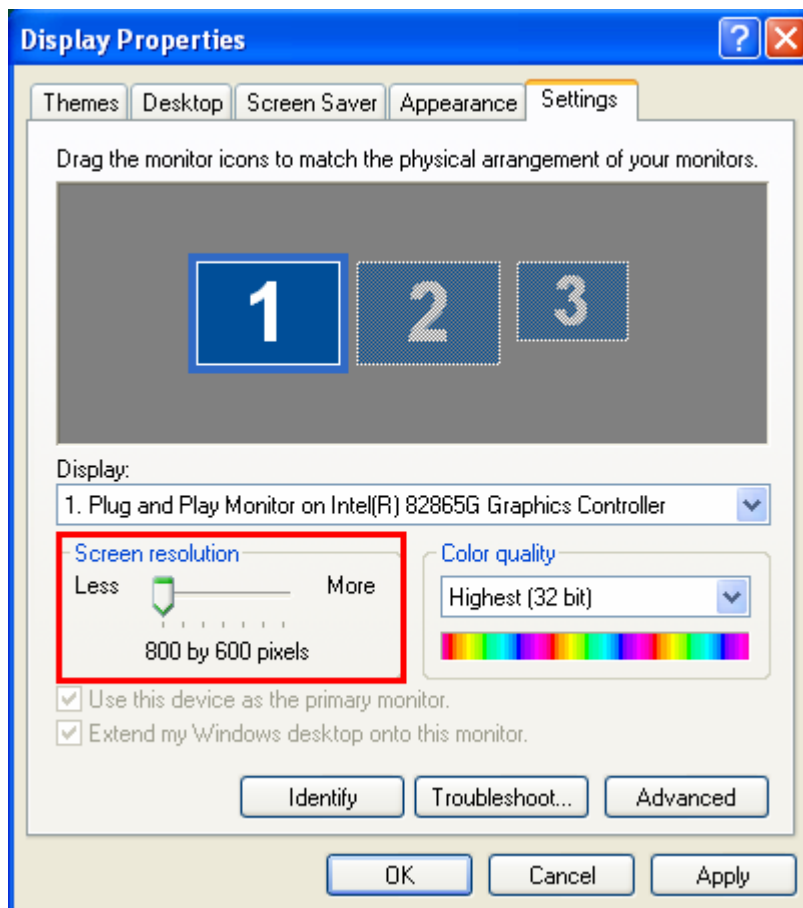 Display Properties
Themes Desktop Screen Saver Appearance Settings
Drag the monitor icons to match the physical arrangement of your monitors.
1 2 3
Display:
1. Plug and Play Monitor on Intel(R) 82865G Graphics Controller
Screen resolution
Less More
800 by 600 pixels
Color quality
Highest (32 bit)
Use this device as the primary monitor.
Extend my Windows desktop onto this monitor.
Identify Troubleshoot... Advanced
OK Cancel Apply